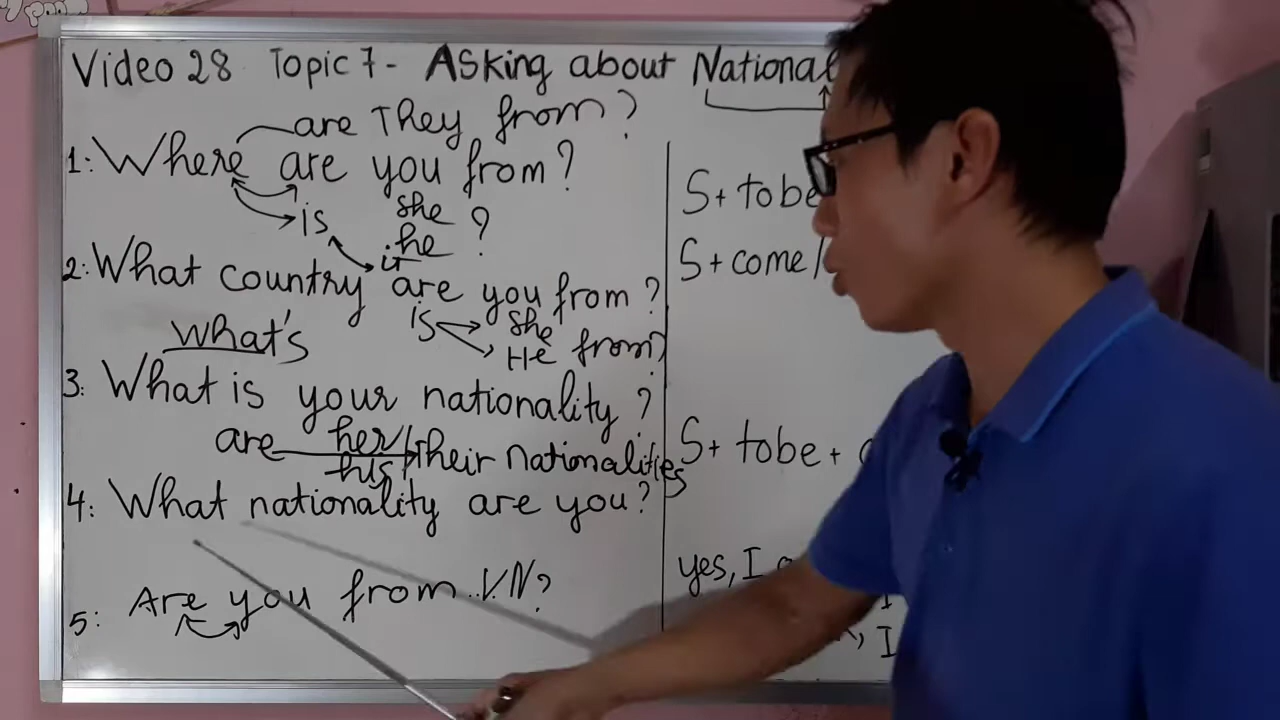 poop
Video 28 Topic 7 - Asking about National
are They from?
1: Where are you from?
is she he it ?
2: What country are you from?
is she He from?
What's
3: What is your nationality?
are her/his/Their nationalities
4: What nationality are you?
5: Are you from VN?
S+ tobe
S+ come/
S+ tobe +
yes, I
, I